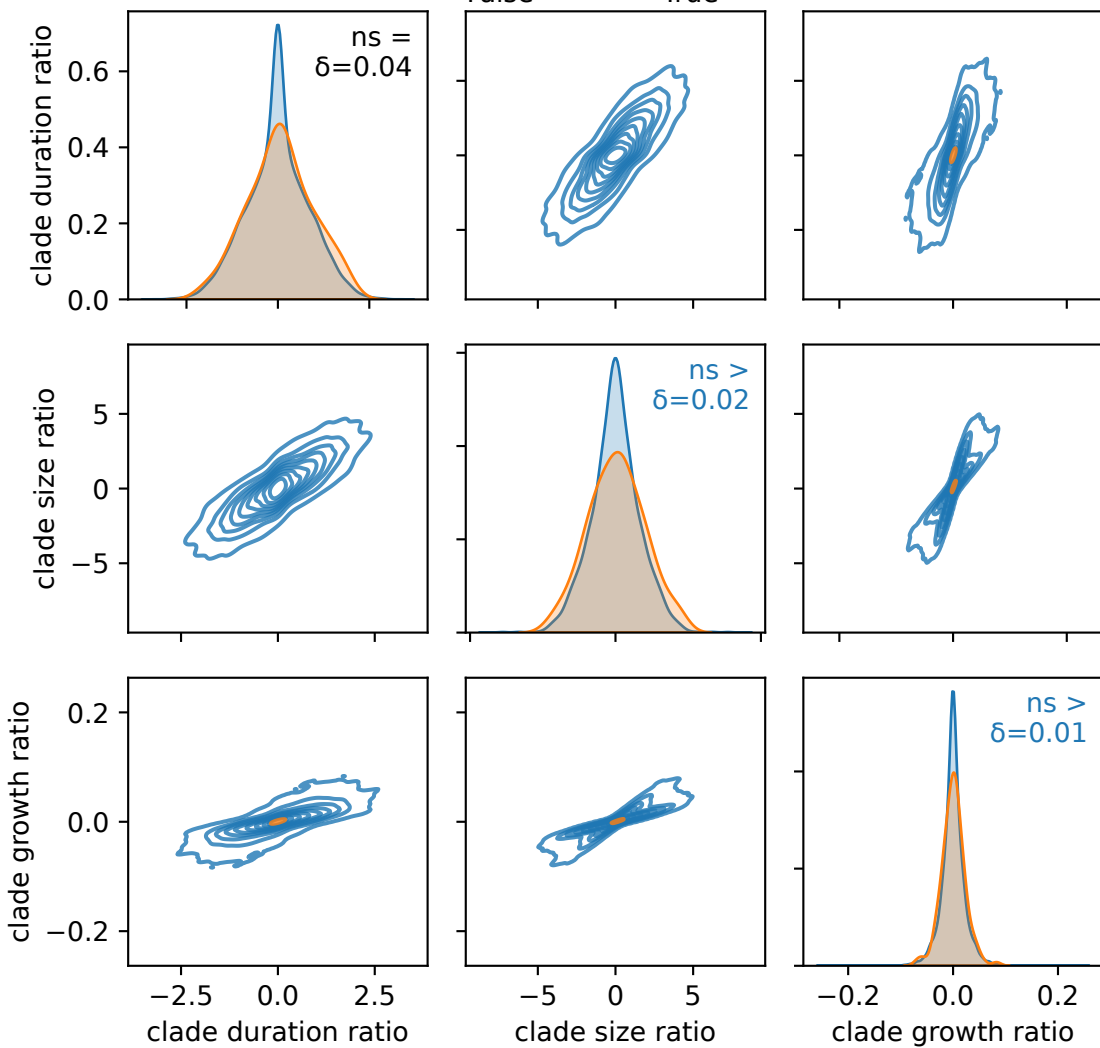 clade duration ratio
0.6
0.4
0.2
0.0
ns =
δ=0.04
clade size ratio
5
0
−5
ns >
δ=0.02
clade growth ratio
0.2
0.0
−0.2
ns >
δ=0.01
−2.5 0.0 2.5
−5 0 5
−0.2 0.0 0.2
clade duration ratio
clade size ratio
clade growth ratio